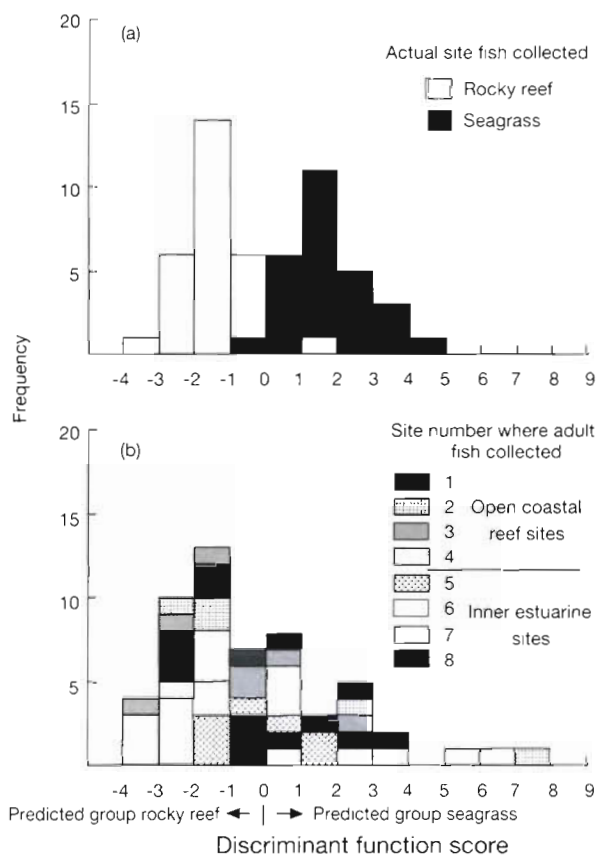 (a)
Actual site fish collected
Rocky reef
Seagrass
20
15
10
5
-4 -3 -2 -1 0 1 2 3 4 5 6 7 8 9
Frequency
(b)
Site number where adult
fish collected
1
2 Open coastal
3 reef sites
4
5
6 Inner estuarine
7 sites
8
20
15
10
5
-4 -3 -2 -1 0 1 2 3 4 5 6 7 8 9
Predicted group rocky reef Predicted group seagrass
Discriminant function score